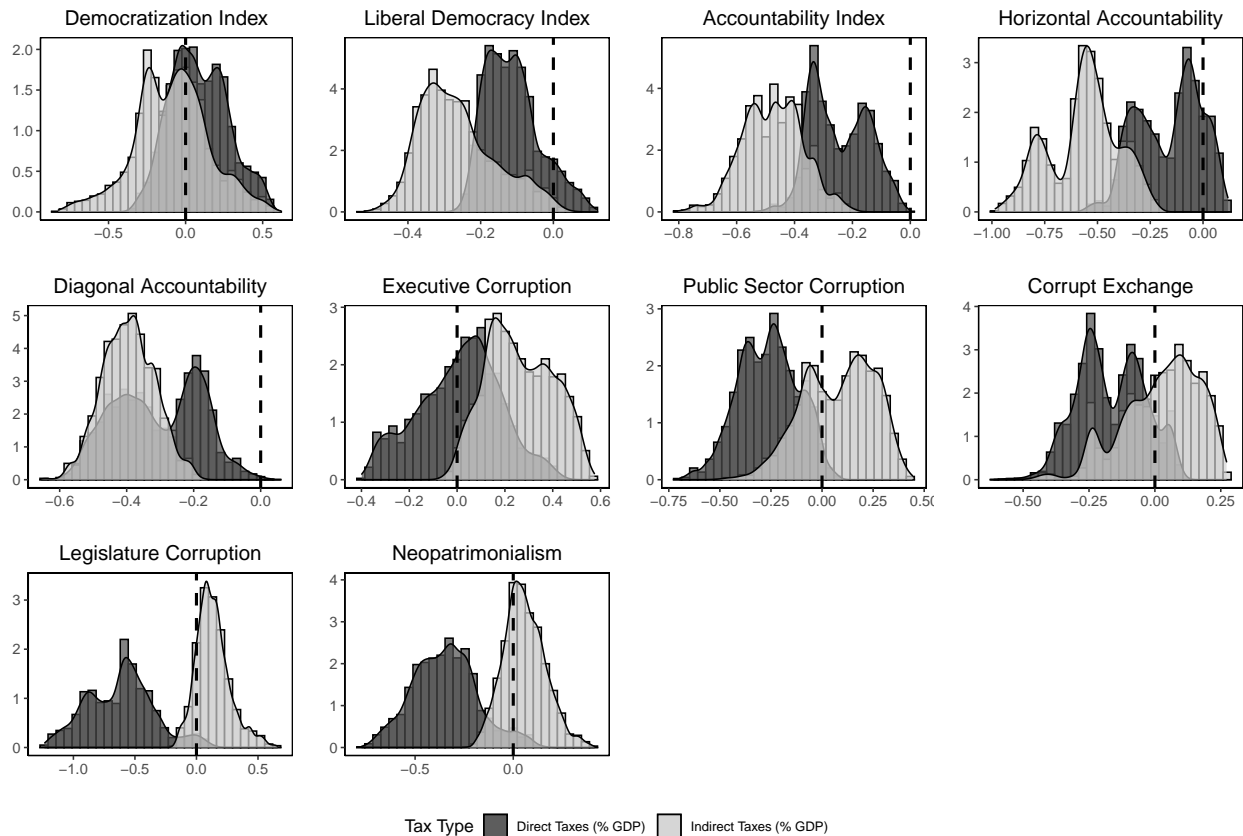 Democratization Index
2.0
1.5
1.0
0.5
0.0
−0.5 0.0 0.5
Liberal Democracy Index
4
2
0
−0.4 −0.2 0.0
Accountability Index
4
2
0
−0.8 −0.6 −0.4 −0.2 0.0
Horizontal Accountability
3
2
1
0
−1.00 −0.75 −0.50 −0.25 0.00
Diagonal Accountability
5
4
3
2
1
0
−0.6 −0.4 −0.2 0.0
Executive Corruption
3
2
1
0
−0.4 −0.2 0.0 0.2 0.4 0.6
Public Sector Corruption
3
2
1
0
−0.75 −0.50 −0.25 0.00 0.25 0.50
Corrupt Exchange
4
3
2
1
0
−0.50 −0.25 0.00 0.25
Legislature Corruption
3
2
1
0
−1.0 −0.5 0.0 0.5
Neopatrimonialism
4
3
2
1
0
−0.5 0.0
Tax Type Direct Taxes (% GDP) Indirect Taxes (% GDP)